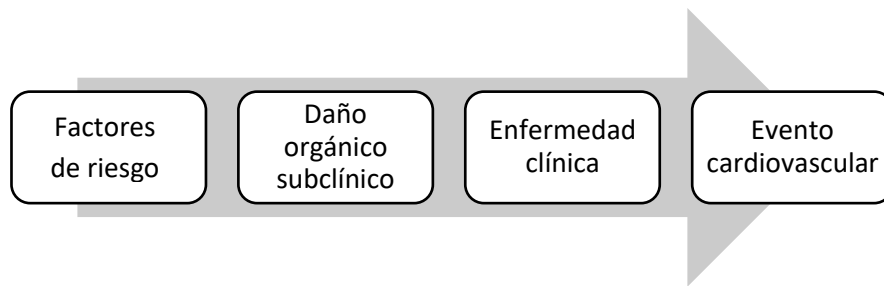 Factores
de riesgo
Daño
orgánico
subclínico
Enfermedad
clínica
Evento
cardiovascular